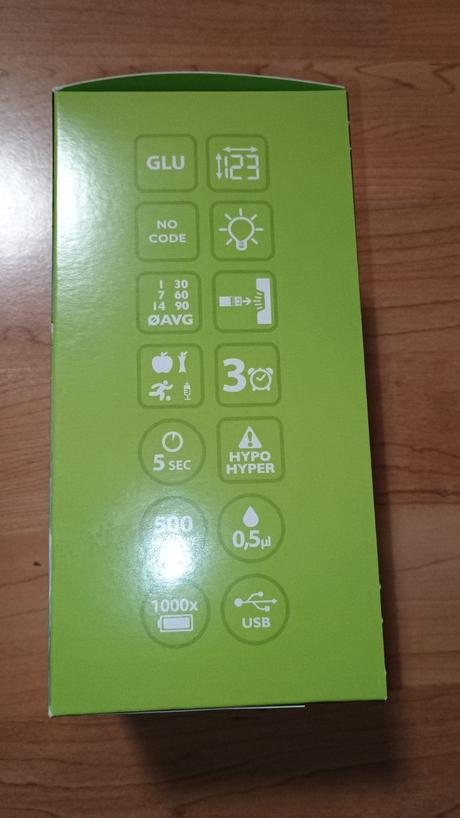 GLU
123
NO
CODE
1 30
7 60
14 90
ØAVG
3
5 SEC
HYPO
HYPER
500
0,5µl
1000x
USB